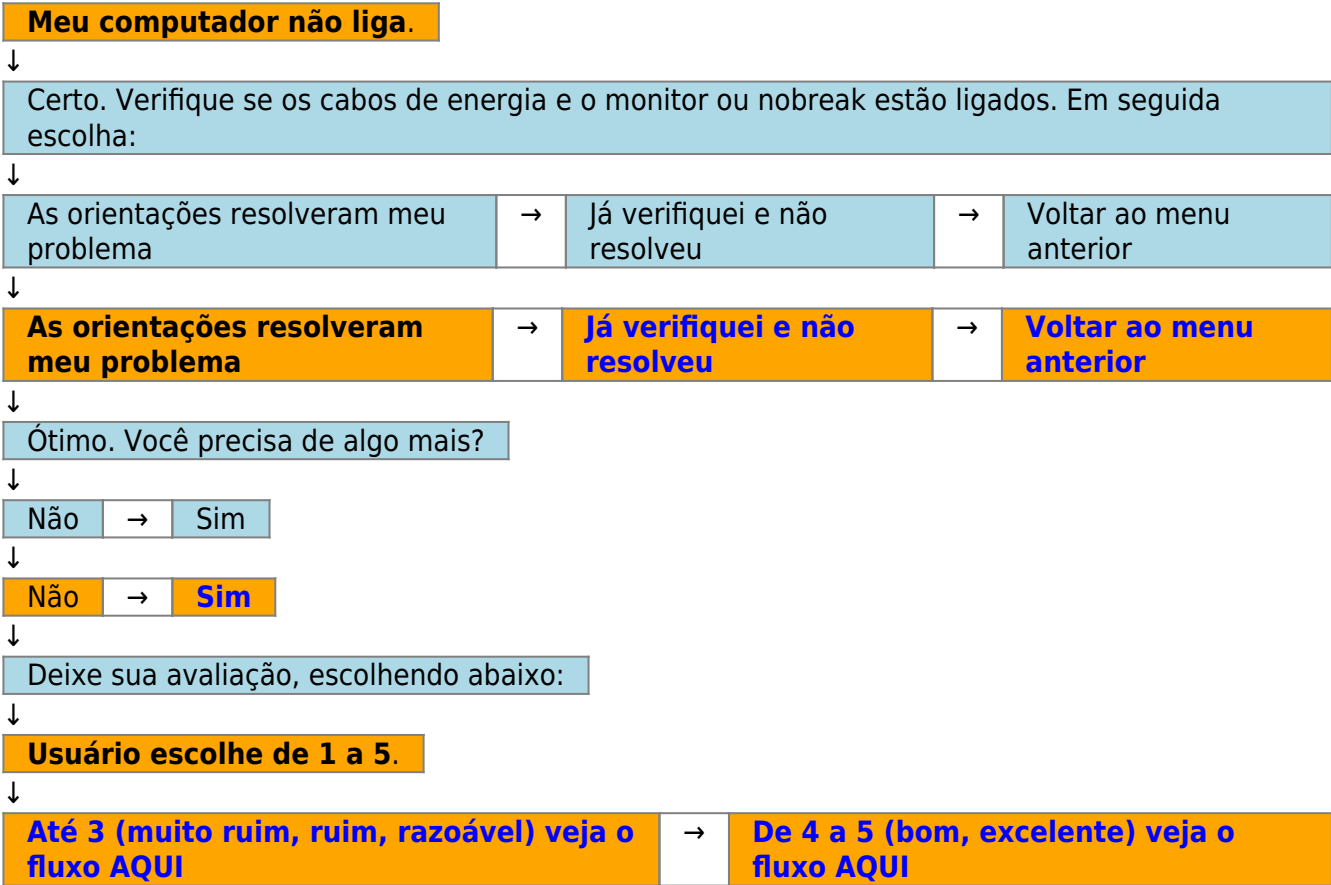 Meu computador não liga.
↓
Certo. Verifique se os cabos de energia e o monitor ou nobreak estão ligados. Em seguida
escolha:
↓
As orientações resolveram meu → Já verifiquei e não → Voltar ao menu
problema resolveu anterior
↓
As orientações resolveram → Já verifiquei e não → Voltar ao menu
meu problema resolveu anterior
↓
Ótimo. Você precisa de algo mais?
↓
Não → Sim
↓
Não → Sim
↓
Deixe sua avaliação, escolhendo abaixo:
↓
Usuário escolhe de 1 a 5.
↓
Até 3 (muito ruim, ruim, razoável) veja o → De 4 a 5 (bom, excelente) veja o
fluxo AQUI fluxo AQUI